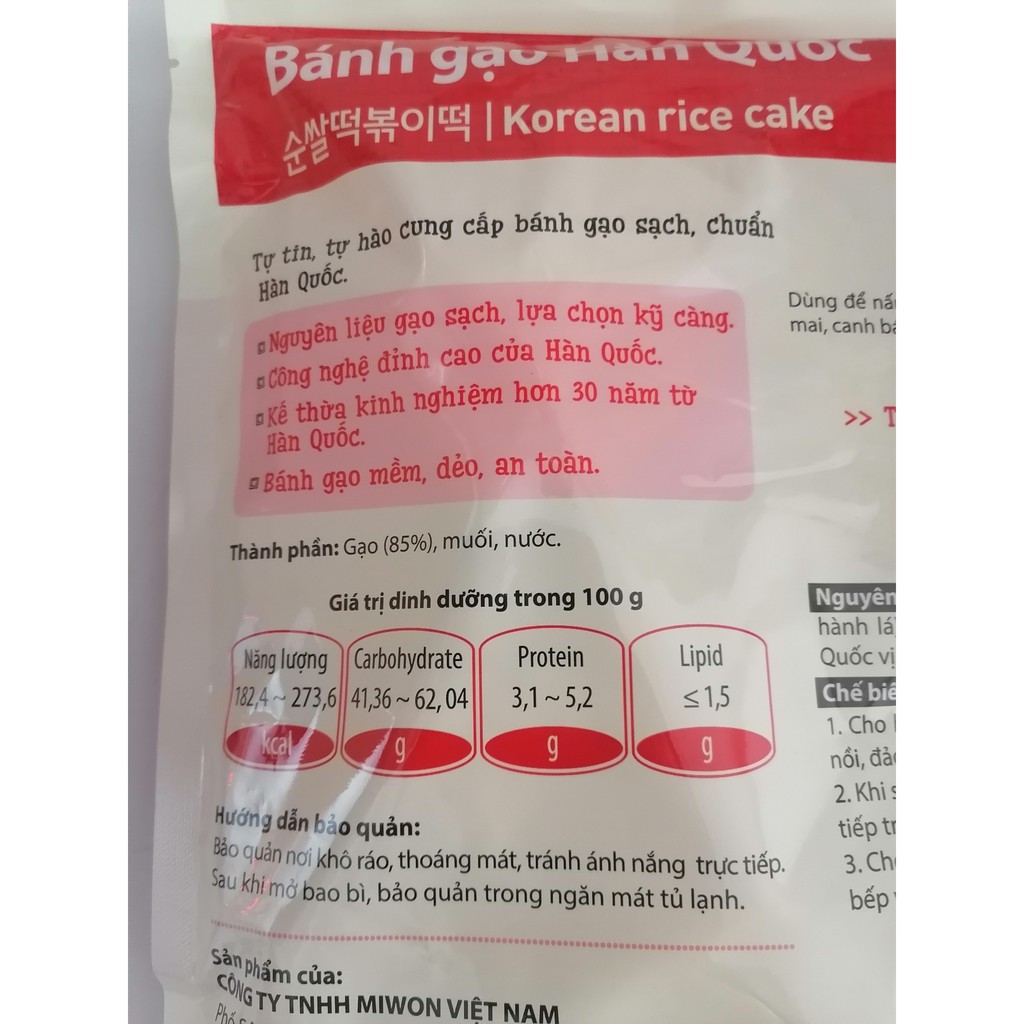 Bánh gạo Hàn Quốc
순쌀떡볶이떡 | Korean rice cake
Tự tin, tự hào cung cấp bánh gạo sạch, chuẩn
Hàn Quốc.
Nguyên liệu gạo sạch, lựa chọn kỹ càng.
Công nghệ đỉnh cao của Hàn Quốc.
Kế thừa kinh nghiệm hơn 30 năm từ
Hàn Quốc.
Bánh gạo mềm, dẻo, an toàn.
Thành phần: Gạo (85%), muối, nước.
Giá trị dinh dưỡng trong 100 g
Năng lượng Carbohydrate Protein Lipid
182,4 ~ 273,6 41,36 ~ 62, 04 3,1 ~ 5,2 ≤ 1,5
kcal g g g
Hướng dẫn bảo quản:
Bảo quản nơi khô ráo, thoáng mát, tránh ánh nắng trực tiếp.
Sau khi mở bao bì, bảo quản trong ngăn mát tủ lạnh.
Sản phẩm của:
CÔNG TY TNHH MIWON VIỆT NAM
Phố
Dùng để
mai, canh
>>
Nguyên
hành lá
Quốc vị
Chế
1. Cho
nồi,
2. Khi
tiếp
3.
bếp